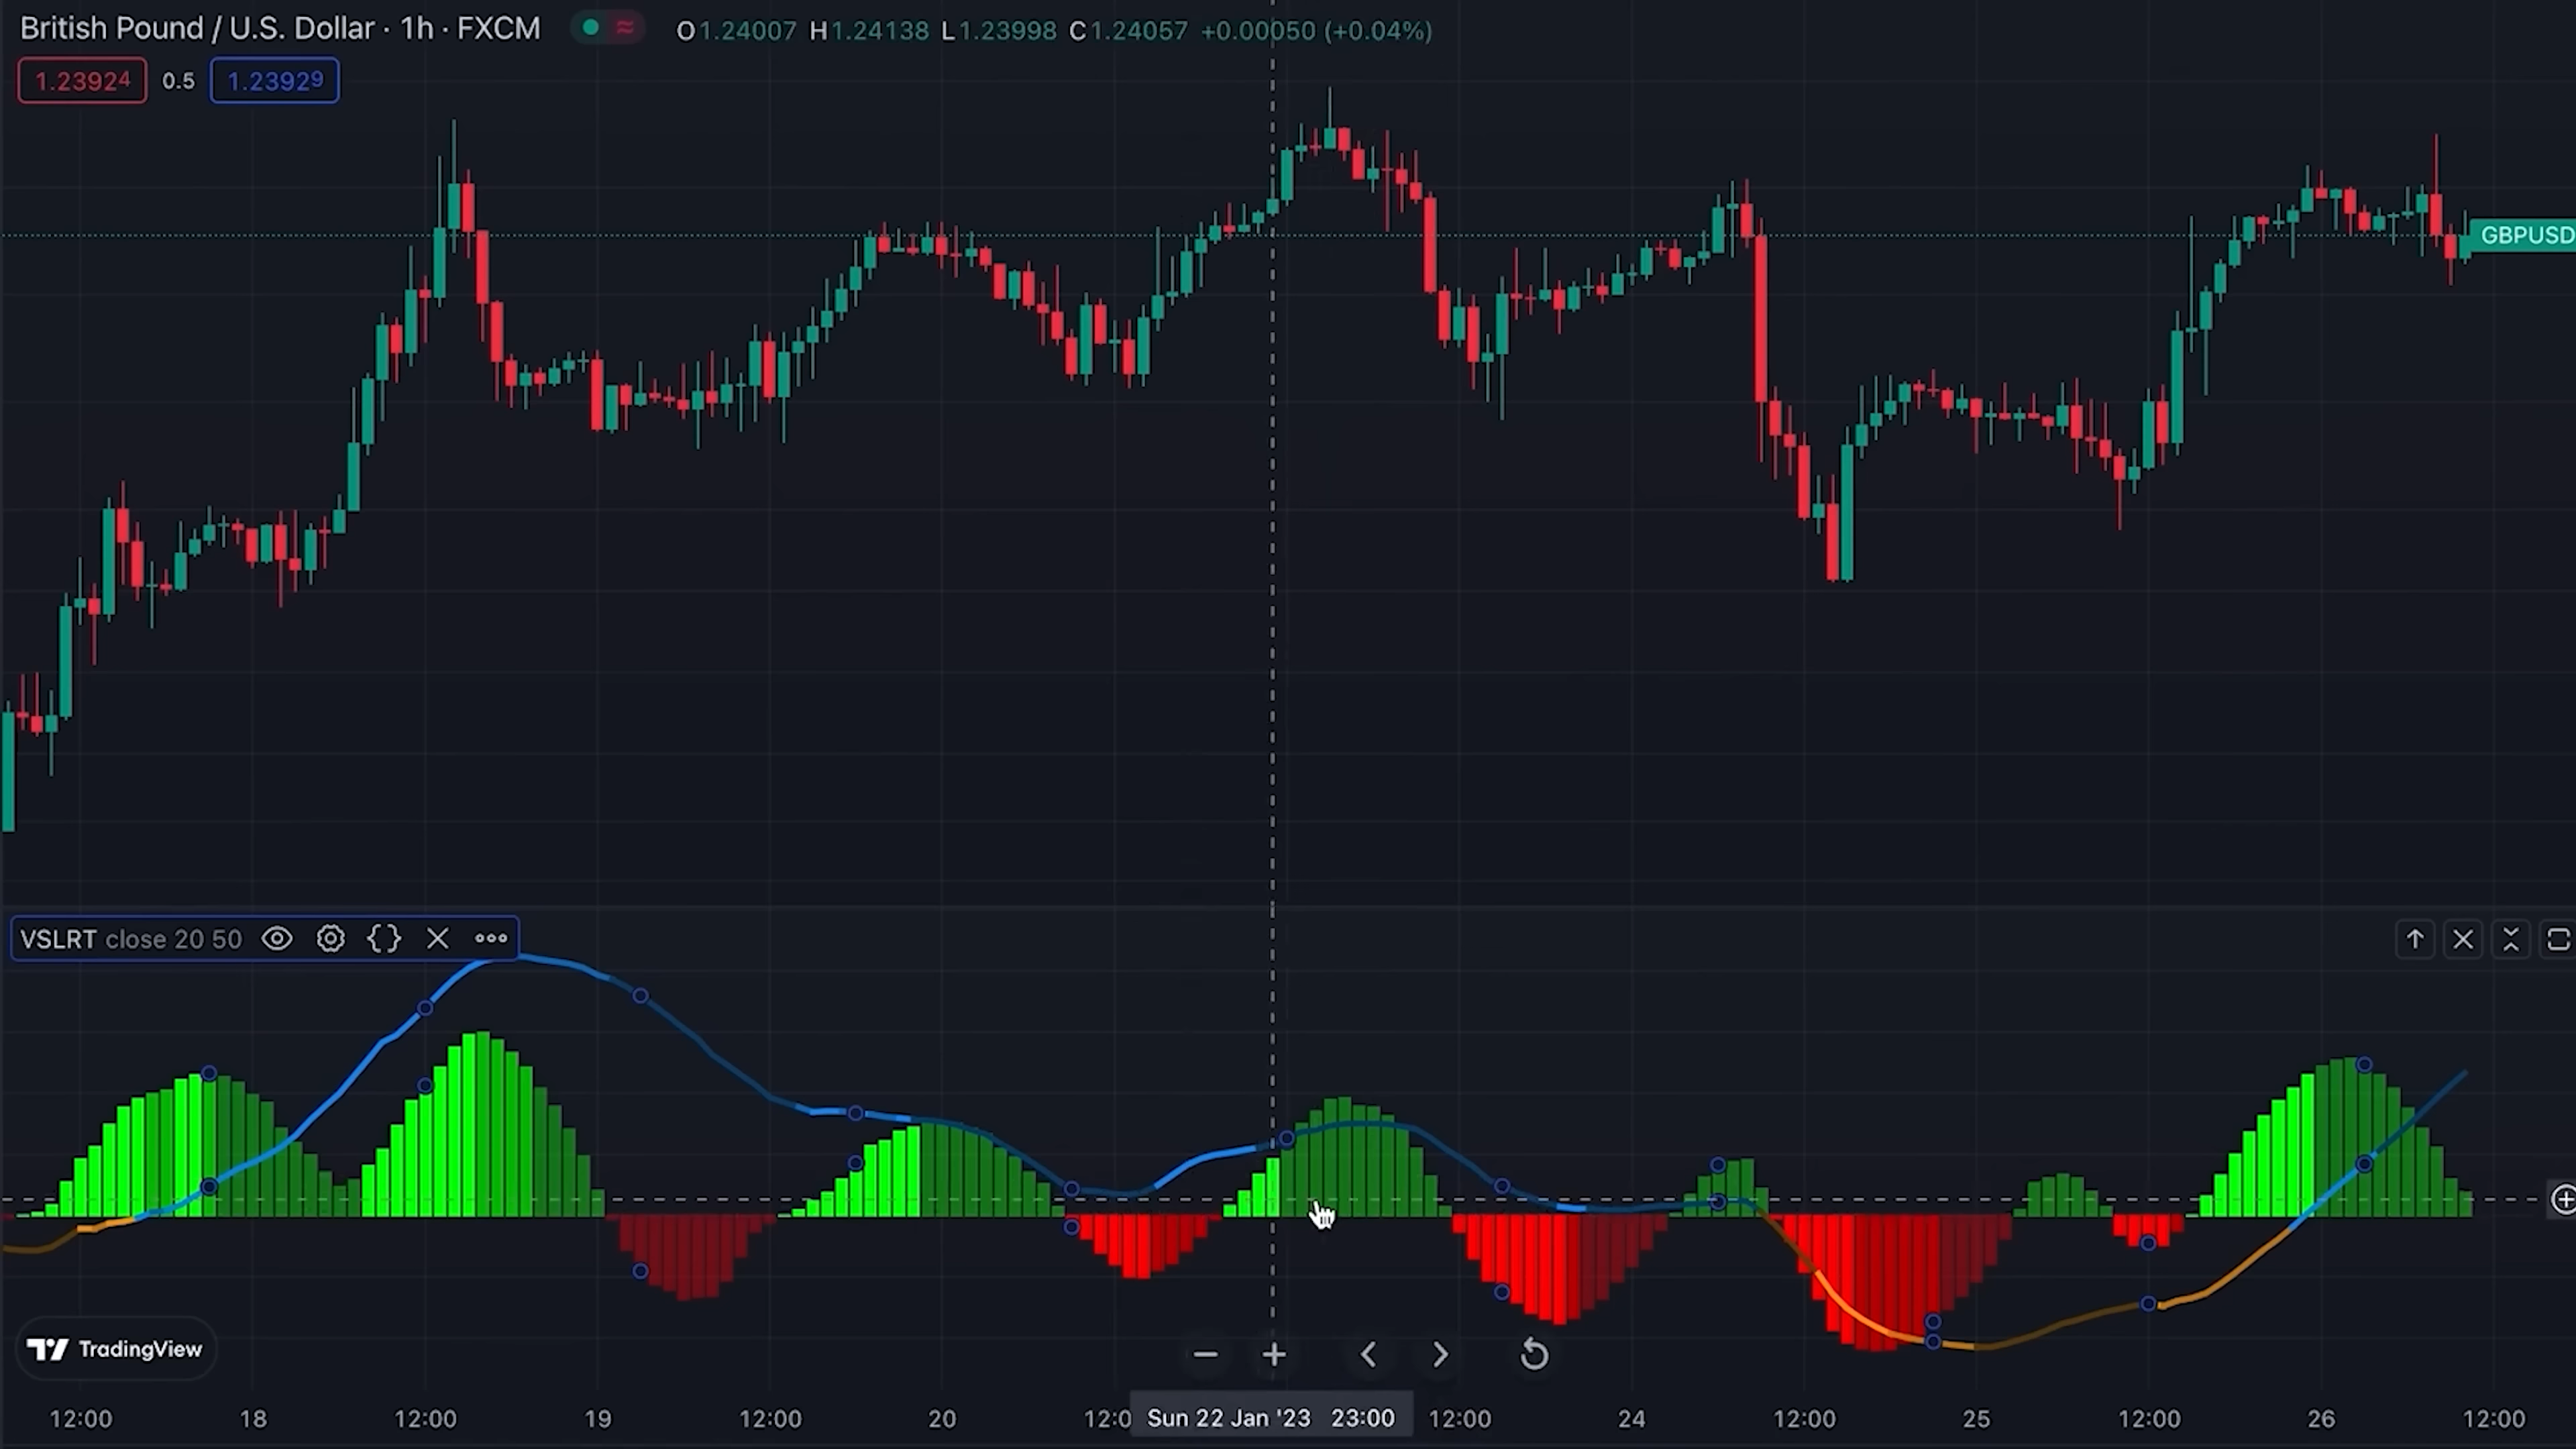 British Pound / U.S. Dollar · 1h · FXCM O1.24007 H1.24138 L1.23998 C1.24057 +0.00050 (+0.04%)
1.23924 0.5 1.23929
GBPUSD
VSLRT close 20 50
TradingView
12:00 18 12:00 19 12:00 20 12:0 Sun 22 Jan '23 23:00 12:00 24 12:00 25 12:00 26 12:00